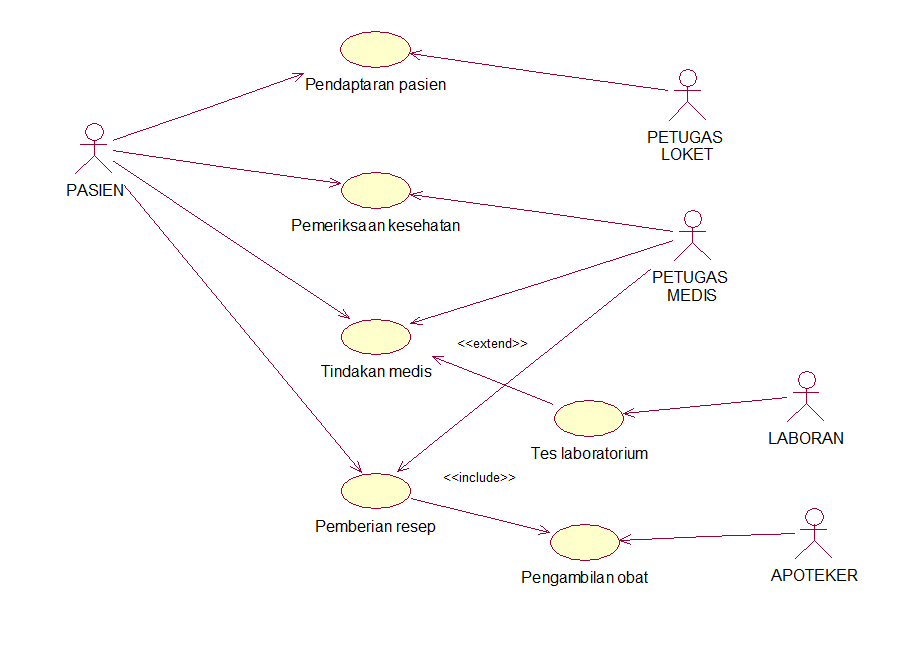 Pendaptaran pasien
PETUGAS
LOKET
PASIEN
Pemeriksaan kesehatan
PETUGAS
MEDIS
<<extend>>
Tindakan medis
LABORAN
Tes laboratorium
<<include>>
Pemberian resep
APOTEKER
Pengambilan obat